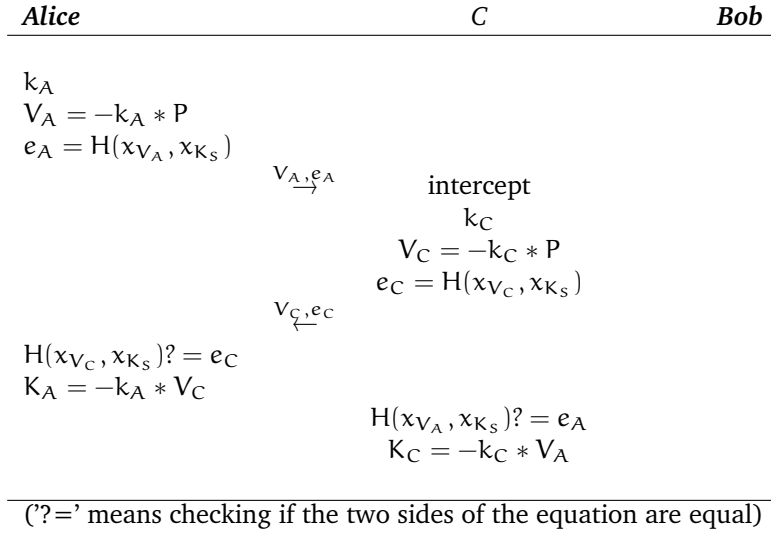 Alice C Bob
k_A
V_A = −k_A ∗ P
e_A = H(x_{V_A}, x_{K_S})
V_A,e_A
→
intercept
k_C
V_C = −k_C ∗ P
e_C = H(x_{V_C}, x_{K_S})
V_C,e_C
←
H(x_{V_C}, x_{K_S})? = e_C
K_A = −k_A ∗ V_C
H(x_{V_A}, x_{K_S})? = e_A
K_C = −k_C ∗ V_A
('?=' means checking if the two sides of the equation are equal)